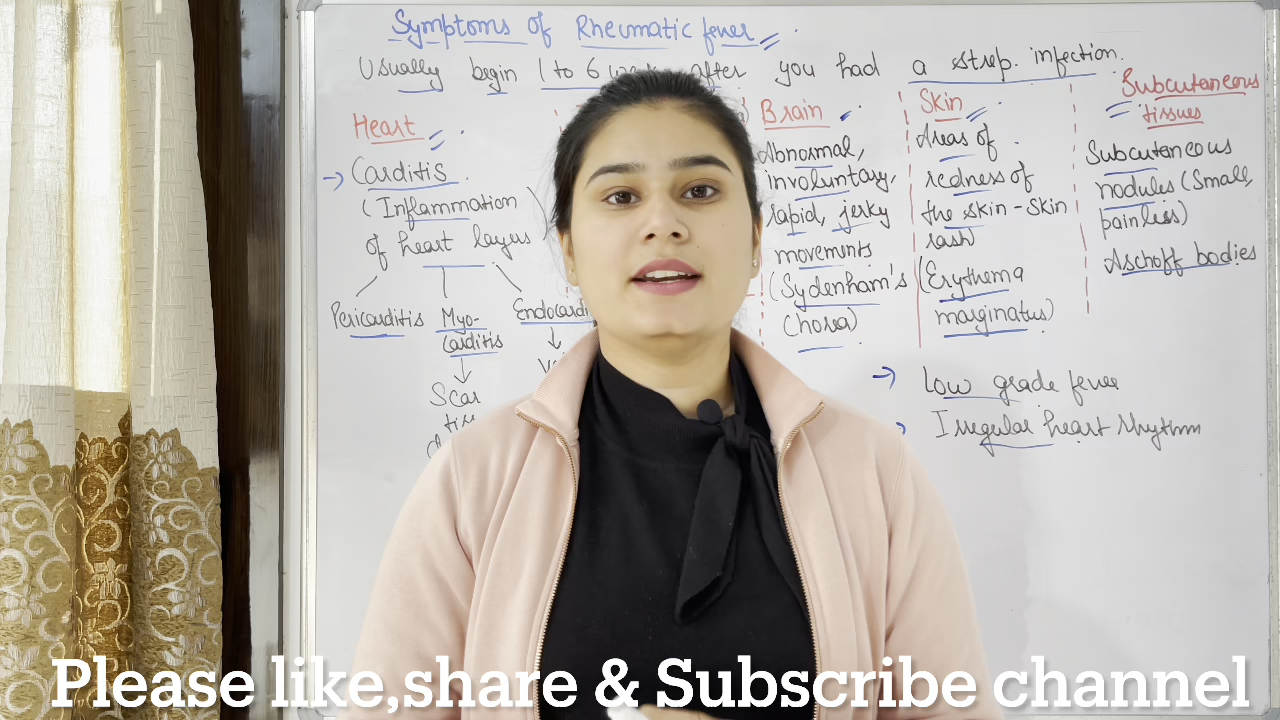 Symptoms of Rheumatic fever
Usually begin 1 to 6 after you had a strep. infection.
Heart
→ Carditis
(Inflammation
of heart layers
Pericarditis
Myo-
carditis
Scar
Endocardi
Brain
Abnormal,
involuntary,
rapid, jerky
movements
(Sydenham's
Chorea)
Skin
Areas of
redness of
the skin - Skin
rash
(Erythema
marginatus)
Subcutaneous
tissues
Subcutaneous
nodules (Small,
painless)
Aschoff bodies
→ Low grade fever
Irregular heart rhythm
Please like,share & Subscribe channel